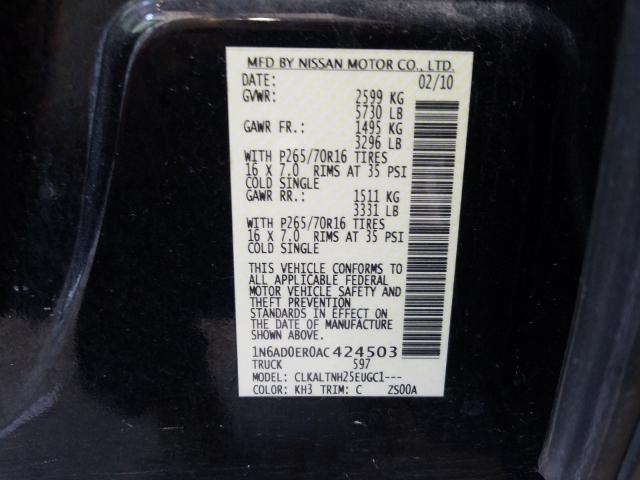 MFD BY NISSAN MOTOR CO., LTD.
DATE: 02/10
GVWR: 2599 KG
5730 LB
GAWR FR.: 1495 KG
3296 LB
WITH P265/70R16 TIRES
16 X 7.0 RIMS AT 35 PSI
COLD SINGLE
GAWR RR.: 1511 KG
3331 LB
WITH P265/70R16 TIRES
16 X 7.0 RIMS AT 35 PSI
COLD SINGLE
THIS VEHICLE CONFORMS TO
ALL APPLICABLE FEDERAL
MOTOR VEHICLE SAFETY AND
THEFT PREVENTION
STANDARDS IN EFFECT ON
THE DATE OF MANUFACTURE
SHOWN ABOVE.
1N6AD0ER0AC424503
TRUCK 597
MODEL: CLKALTNH25EUGC1---
COLOR: KH3 TRIM: C ZS00A